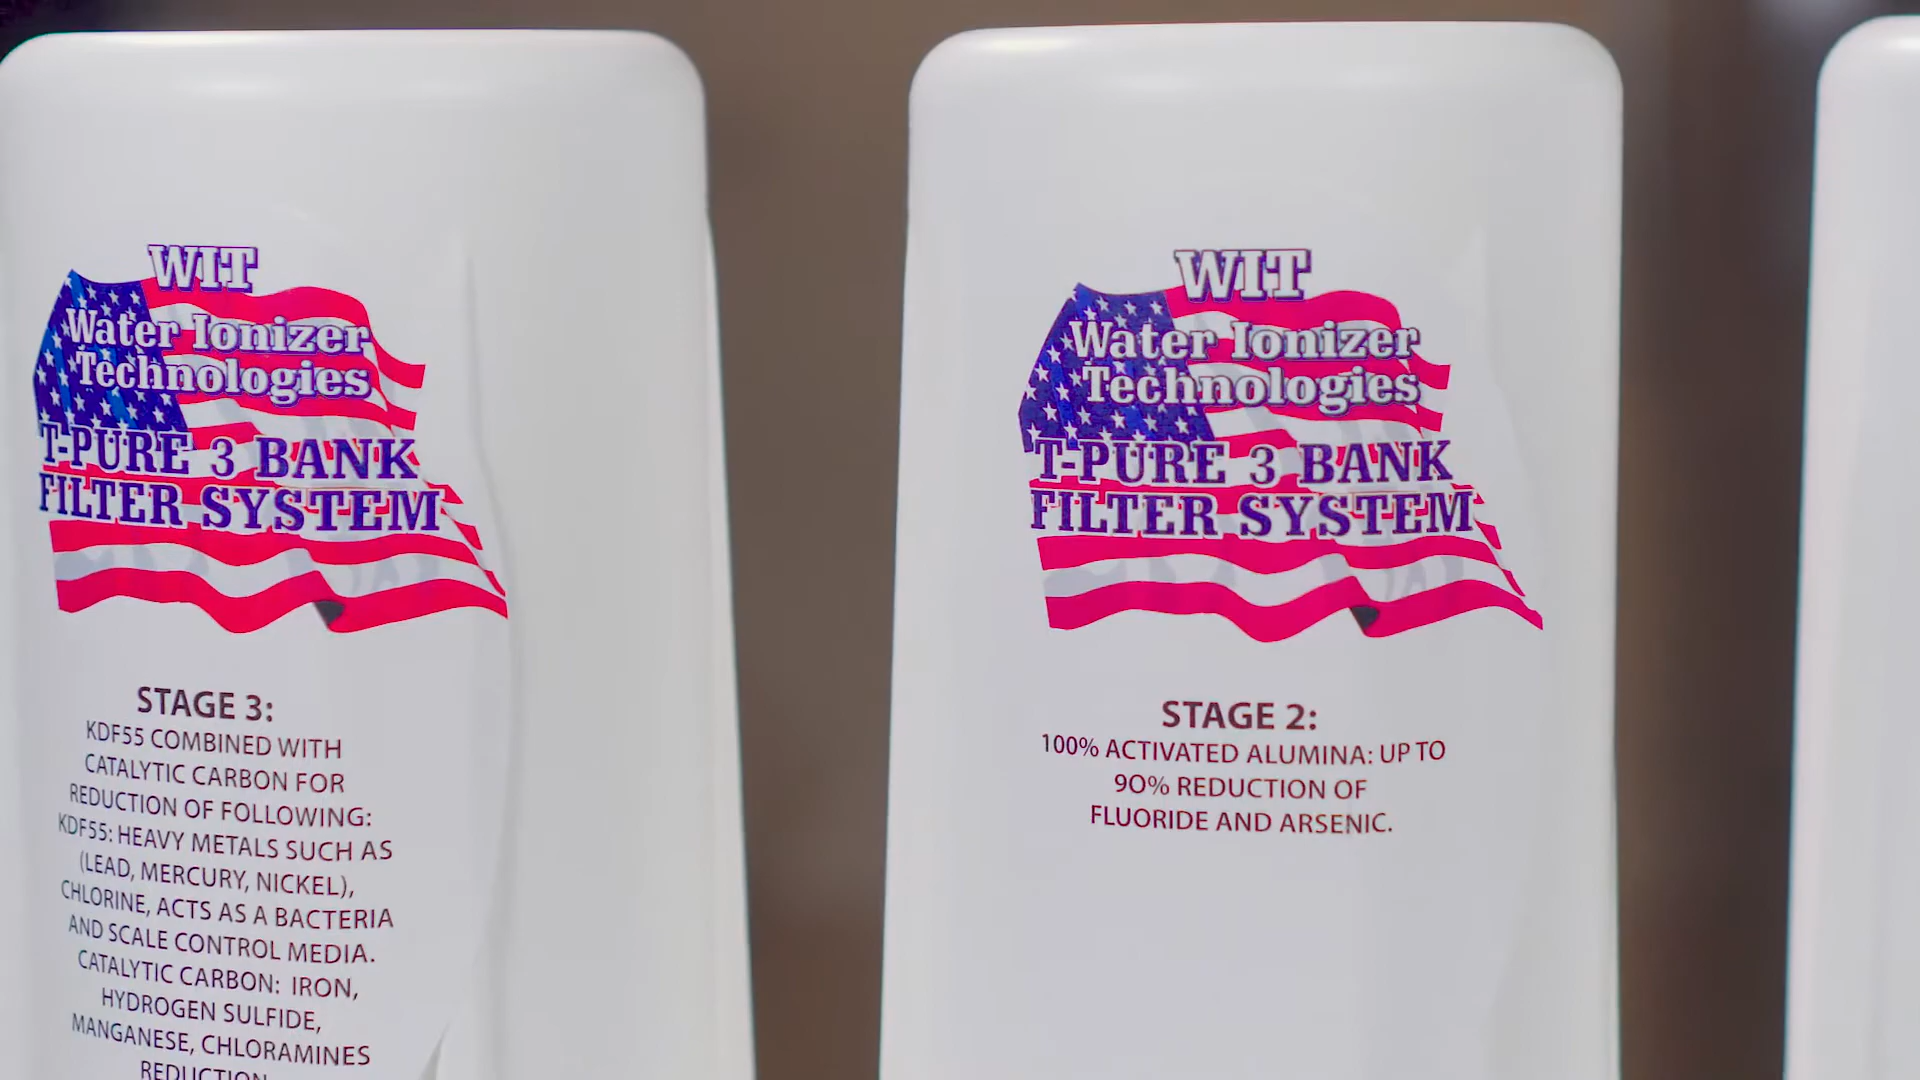 WIT
Water Ionizer
Technologies
T-PURE 3 BANK
FILTER SYSTEM
STAGE 3:
KDF55 COMBINED WITH
CATALYTIC CARBON FOR
REDUCTION OF FOLLOWING:
KDF55: HEAVY METALS SUCH AS
(LEAD, MERCURY, NICKEL),
CHLORINE, ACTS AS A BACTERIA
AND SCALE CONTROL MEDIA.
CATALYTIC CARBON: IRON,
HYDROGEN SULFIDE,
MANGANESE, CHLORAMINES
REDUCTION
WIT
Water Ionizer
Technologies
T-PURE 3 BANK
FILTER SYSTEM
STAGE 2:
100% ACTIVATED ALUMINA: UP TO
90% REDUCTION OF
FLUORIDE AND ARSENIC.